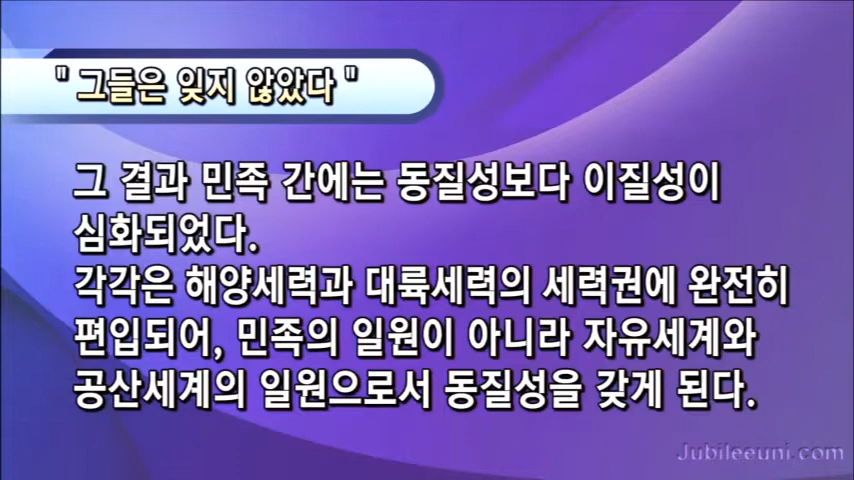 " 그들은 잊지 않았다 "
그 결과 민족 간에는 동질성보다 이질성이
심화되었다.
각각은 해양세력과 대륙세력의 세력권에 완전히
편입되어, 민족의 일원이 아니라 자유세계와
공산세계의 일원으로서 동질성을 갖게 된다.
Jubileeuni.com